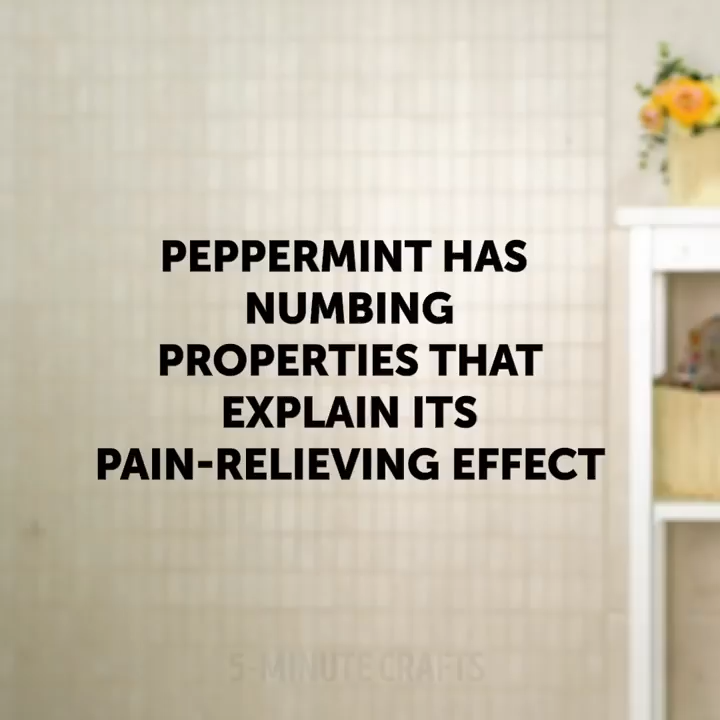 PEPPERMINT HAS
NUMBING
PROPERTIES THAT
EXPLAIN ITS
PAIN-RELIEVING EFFECT
5-MINUTE CRAFTS